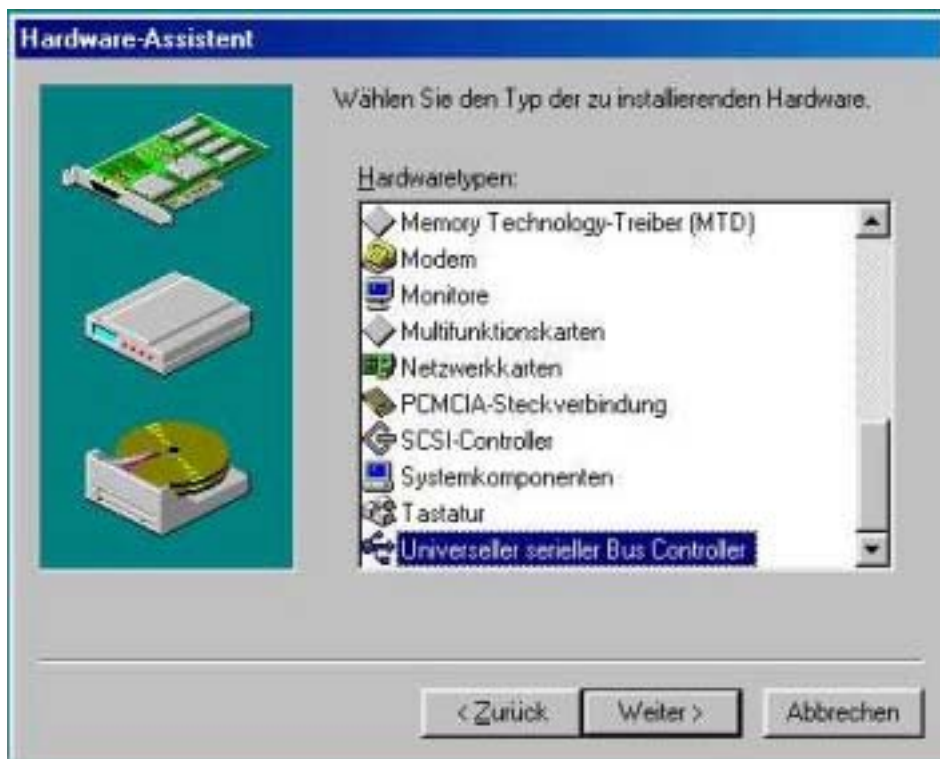 Hardware-Assistent
Wählen Sie den Typ der zu installierenden Hardware.
Hardwaretypen:
Memory Technology-Treiber (MTD)
Modem
Monitore
Multifunktionskarten
Netzwerkkarten
PCMCIA-Steckverbindung
SCSI-Controller
Systemkomponenten
Tastatur
Universeller serieller Bus Controller
< Zurück
Weiter >
Abbrechen